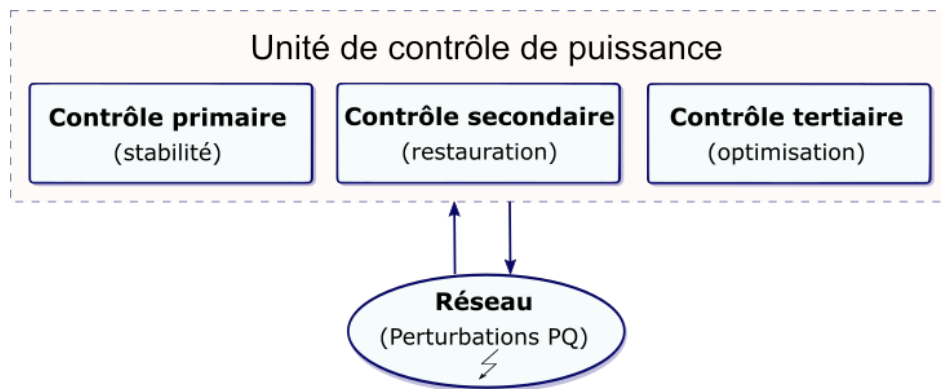 Unité de contrôle de puissance
Contrôle primaire
(stabilité)
Contrôle secondaire
(restauration)
Contrôle tertiaire
(optimisation)
Réseau
(Perturbations PQ)